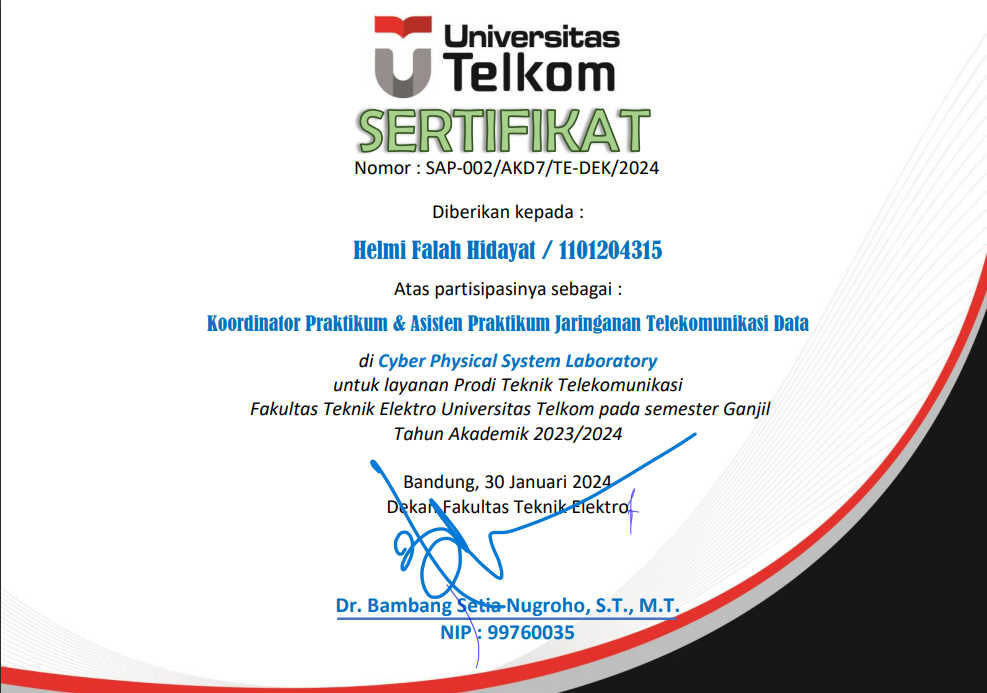 Universitas
Telkom
SERTIFIKAT
Nomor : SAP-002/AKD7/TE-DEK/2024
Diberikan kepada :
Helmi Falah Hidayat / 1101204315
Atas partisipasinya sebagai :
Koordinator Praktikum & Asisten Praktikum Jaringanan Telekomunikasi Data
di Cyber Physical System Laboratory
untuk layanan Prodi Teknik Telekomunikasi
Fakultas Teknik Elektro Universitas Telkom pada semester Ganjil
Tahun Akademik 2023/2024
Bandung, 30 Januari 2024
Dekan Fakultas Teknik Elektro
Dr. Bambang Setia Nugroho, S.T., M.T.
NIP : 99760035